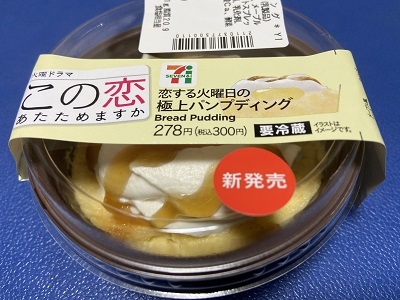 火曜ドラマ
この恋
あたためますか
7
SEVEN & i
恋する火曜日の
極上パンプディング
Bread Pudding
278円(税込300円)
要冷蔵
イラストは
イメージです。
新発売